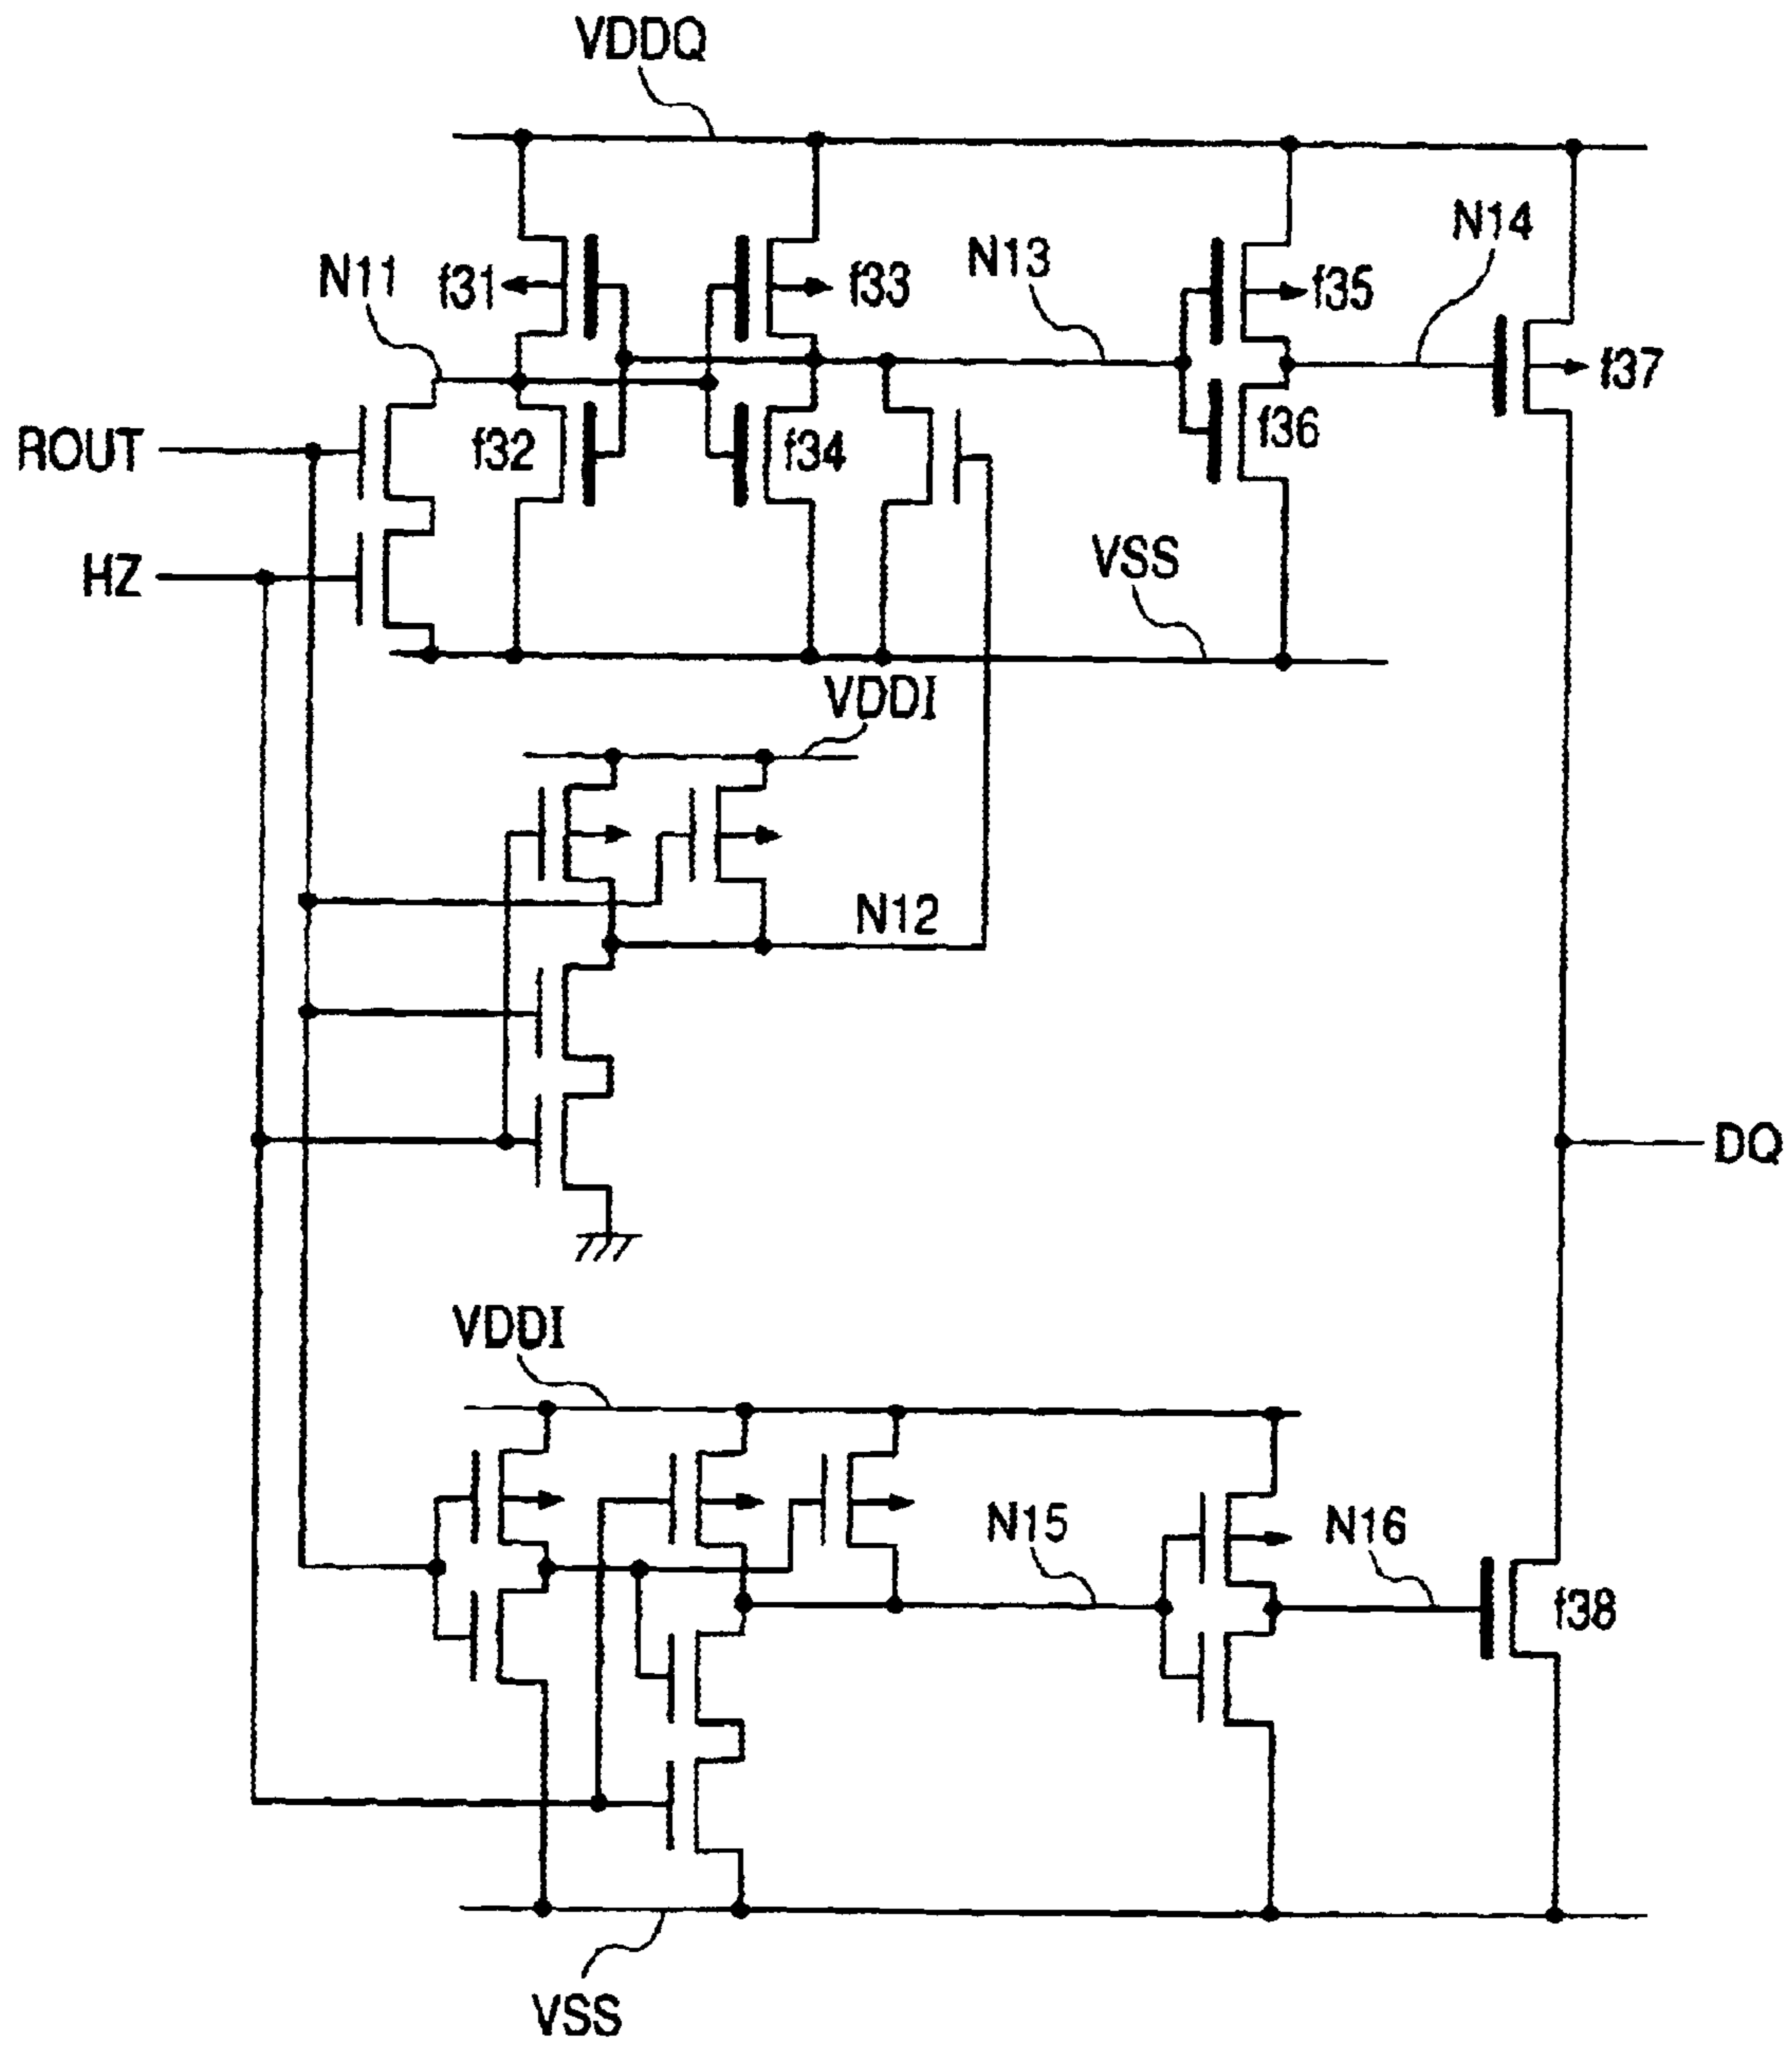 VDDQ
N11
f31
f33
N13
f35
N14
f37
ROUT
f32
f34
f36
HZ
VSS
VDDI
N12
DQ
VDDI
N15
N16
f38
VSS